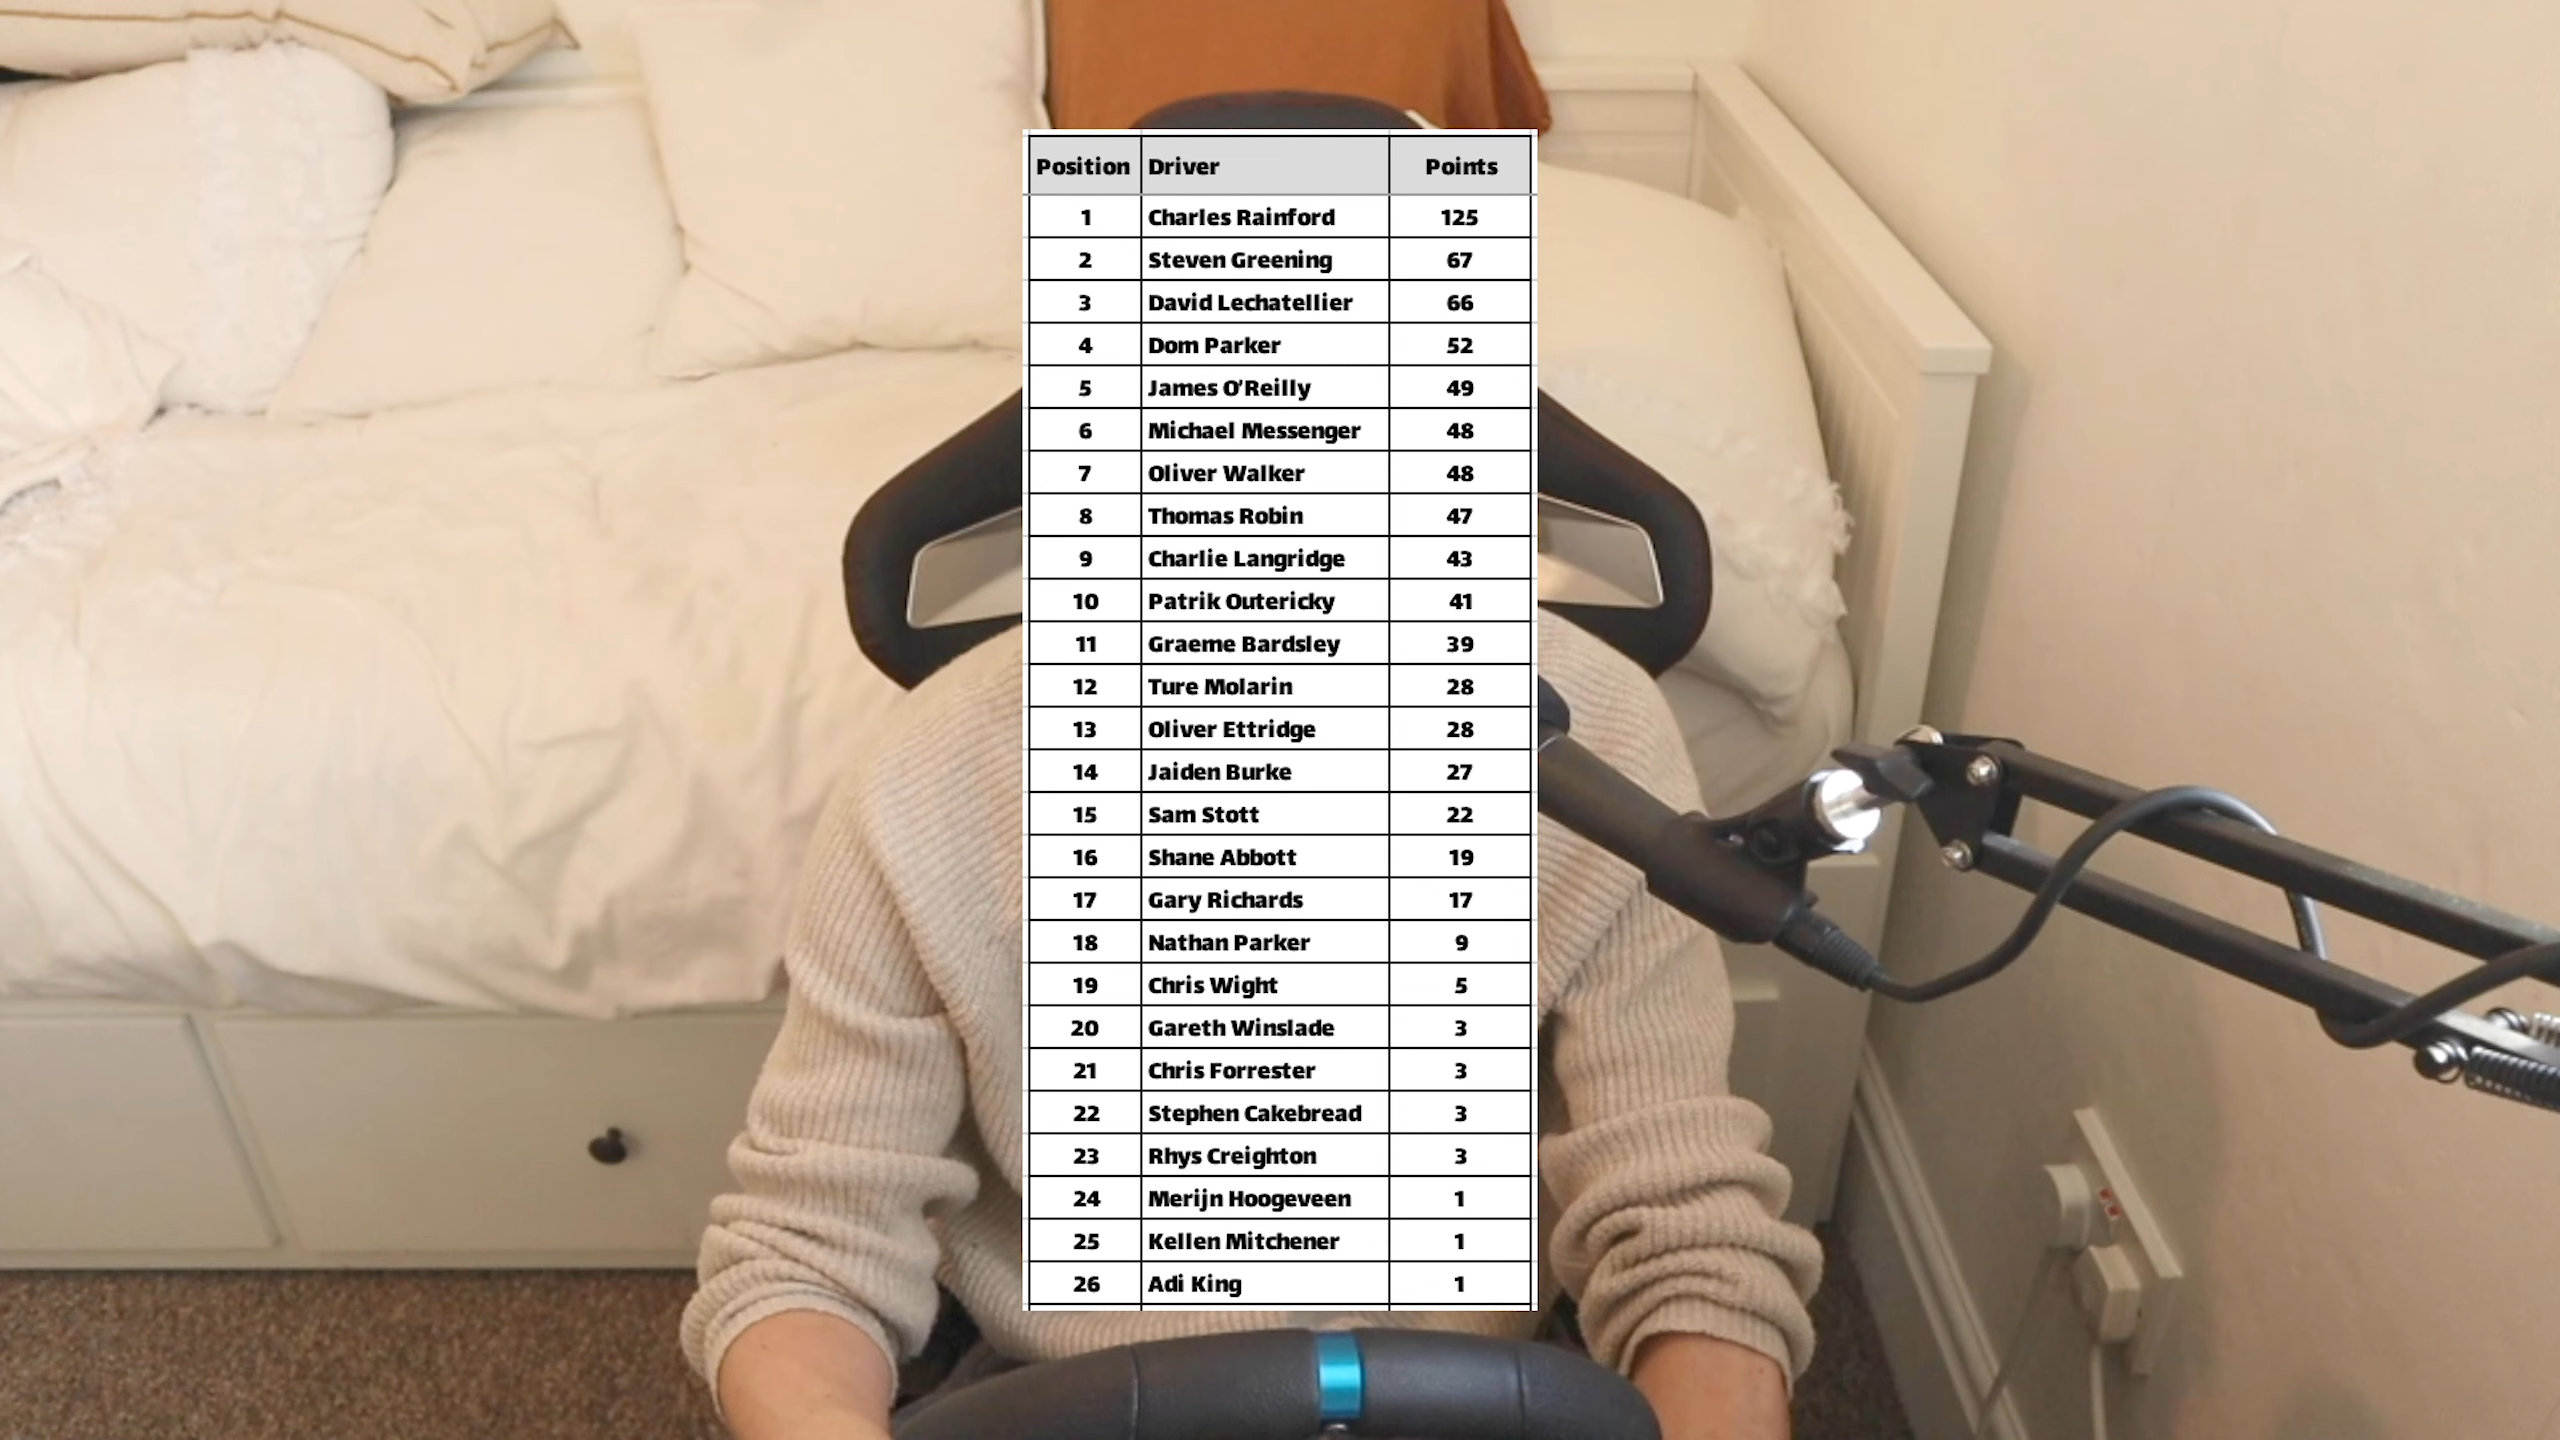 Position Driver Points
1 Charles Rainford 125
2 Steven Greening 67
3 David Lechatellier 66
4 Dom Parker 52
5 James O'Reilly 49
6 Michael Messenger 48
7 Oliver Walker 48
8 Thomas Robin 47
9 Charlie Langridge 43
10 Patrik Outericky 41
11 Graeme Bardsley 39
12 Ture Molarin 28
13 Oliver Ettridge 28
14 Jaiden Burke 27
15 Sam Stott 22
16 Shane Abbott 19
17 Gary Richards 17
18 Nathan Parker 9
19 Chris Wight 5
20 Gareth Winslade 3
21 Chris Forrester 3
22 Stephen Cakebread 3
23 Rhys Creighton 3
24 Merijn Hoogeveen 1
25 Kellen Mitchener 1
26 Adi King 1